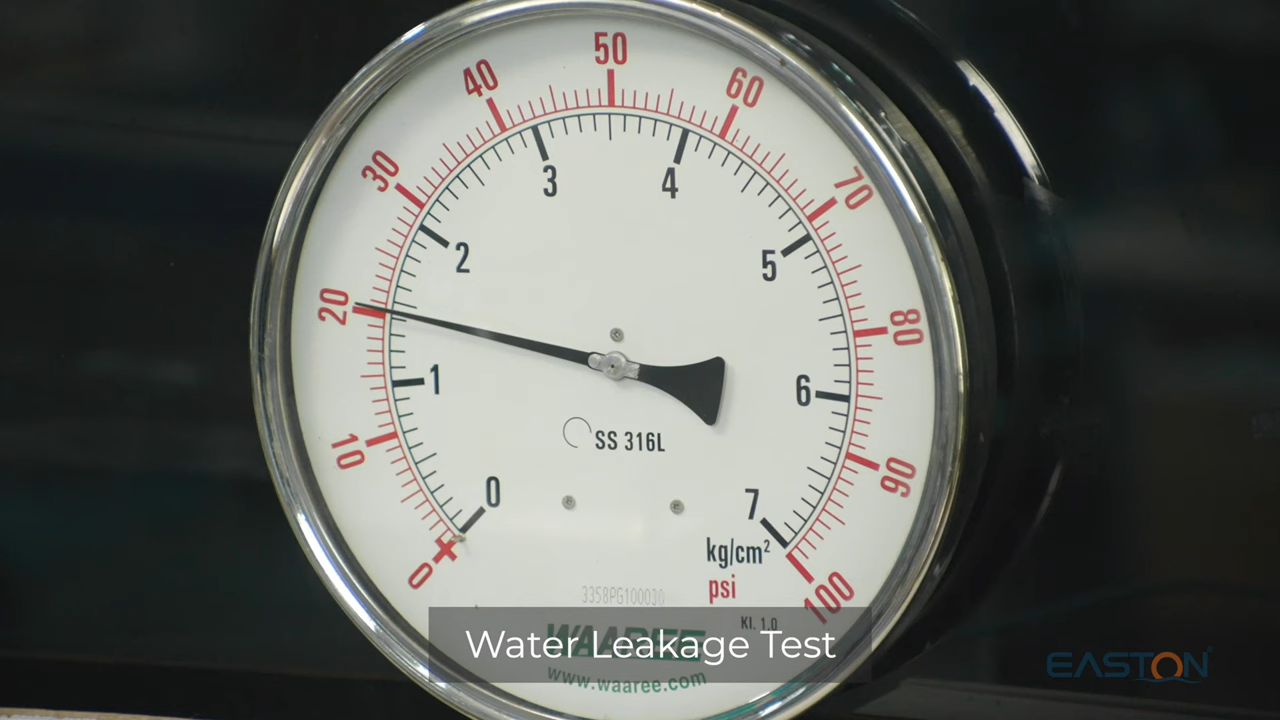 50
40
60
30
70
20
80
10
90
0
100
3
4
2
5
1
6
0
7
SS 316L
kg/cm²
psi
3358PG100030
Kl. 1.0
WAAREE
Water Leakage Test
www.waaree.com
EASTON